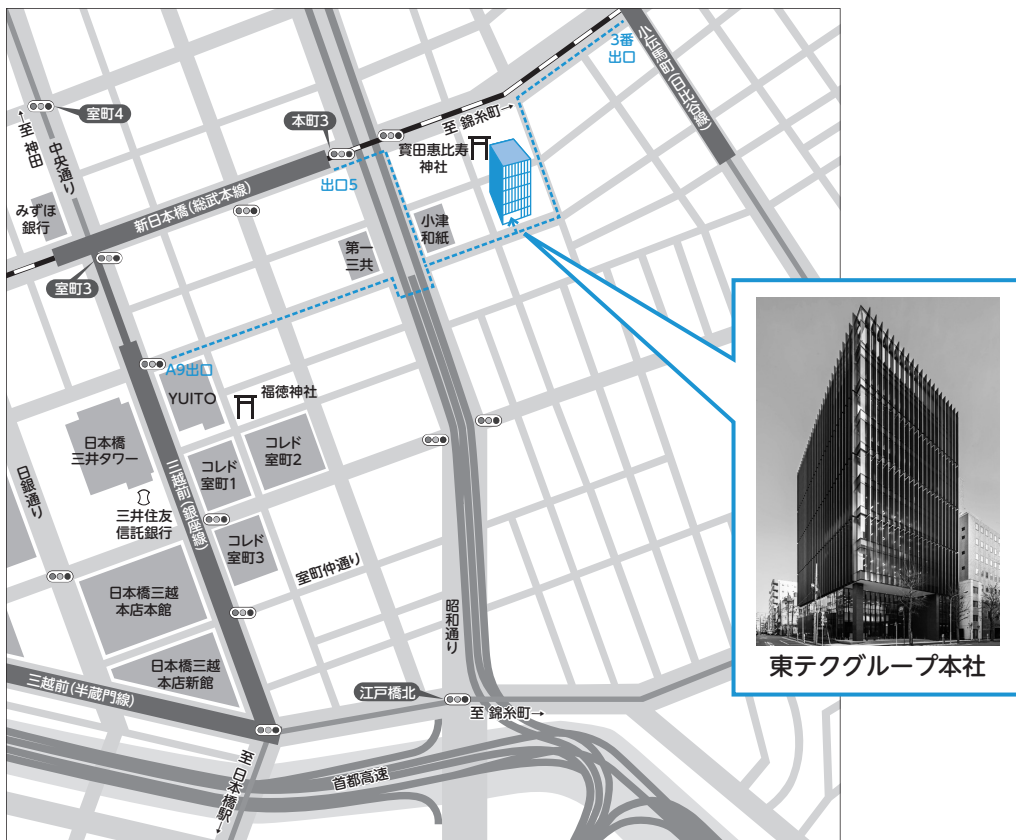 3番
出口
小伝馬町(日比谷線)
室町4
←至 神田
中央通り
本町3
至 錦糸町→
寳田恵比寿
神社
出口5
新日本橋(総武本線)
みずほ
銀行
小津
和紙
第一
三共
室町3
A9出口
YUITO
福徳神社
日本橋
三井タワー
コレド
室町2
コレド
室町1
日銀通り
三井住友
信託銀行
三越前(銀座線)
コレド
室町3
室町仲通り
日本橋三越
本店本館
昭和通り
日本橋三越
本店新館
三越前(半蔵門線)
江戸橋北
至 錦糸町→
至 日本橋駅→
首都高速
東テクグループ本社